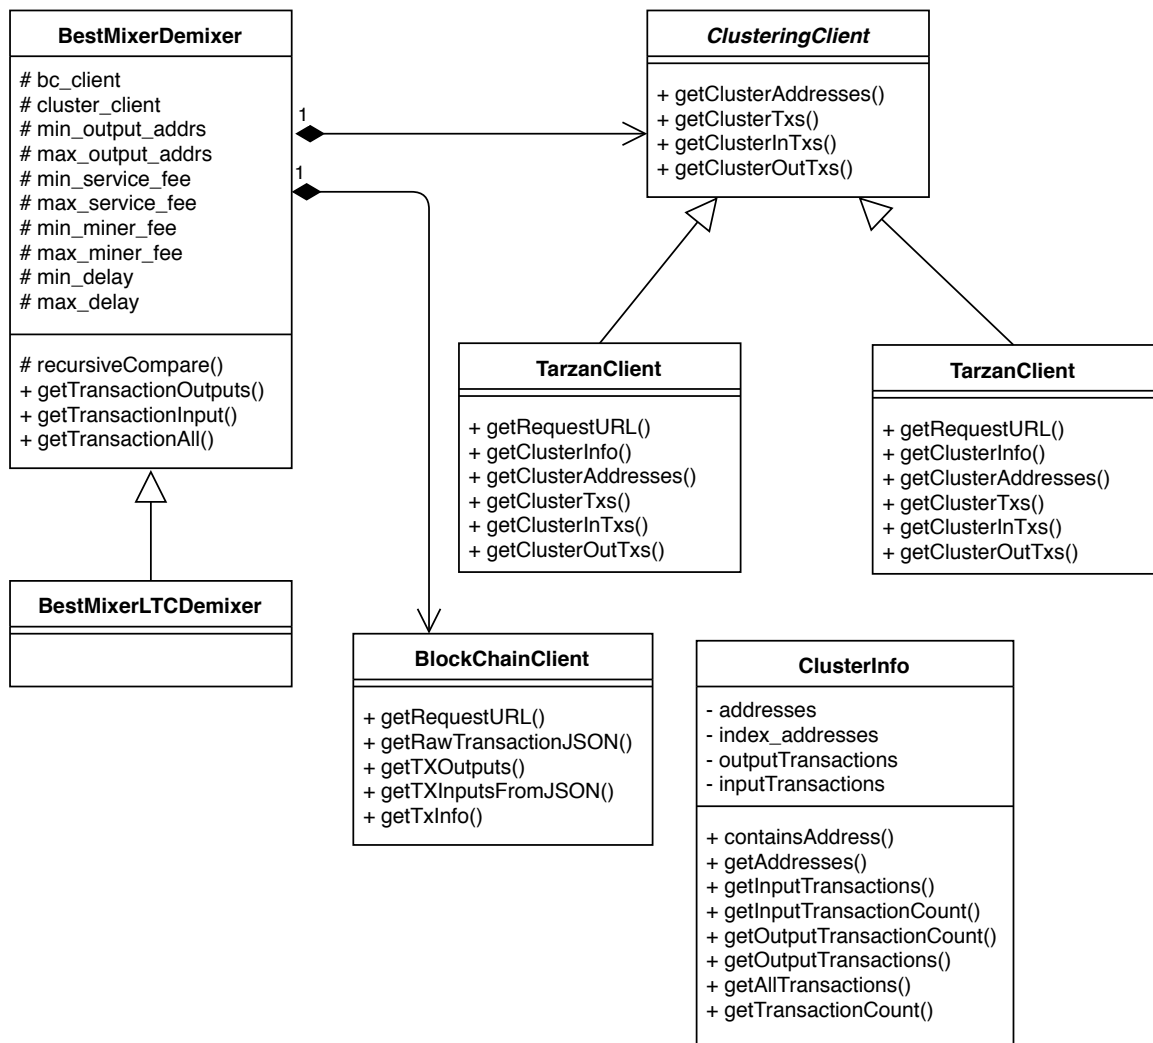 BestMixerDemixer
# bc_client
# cluster_client
# min_output_addrs
# max_output_addrs
# min_service_fee
# max_service_fee
# min_miner_fee
# max_miner_fee
# min_delay
# max_delay
# recursiveCompare()
+ getTransactionOutputs()
+ getTransactionInput()
+ getTransactionAll()
1
1
ClusteringClient
+ getClusterAddresses()
+ getClusterTxs()
+ getClusterInTxs()
+ getClusterOutTxs()
TarzanClient
+ getRequestURL()
+ getClusterInfo()
+ getClusterAddresses()
+ getClusterTxs()
+ getClusterInTxs()
+ getClusterOutTxs()
TarzanClient
+ getRequestURL()
+ getClusterInfo()
+ getClusterAddresses()
+ getClusterTxs()
+ getClusterInTxs()
+ getClusterOutTxs()
BestMixerLTCDemixer
BlockChainClient
+ getRequestURL()
+ getRawTransactionJSON()
+ getTXOutputs()
+ getTXInputsFromJSON()
+ getTxInfo()
ClusterInfo
- addresses
- index_addresses
- outputTransactions
- inputTransactions
+ containsAddress()
+ getAddresses()
+ getInputTransactions()
+ getInputTransactionCount()
+ getOutputTransactionCount()
+ getOutputTransactions()
+ getAllTransactions()
+ getTransactionCount()